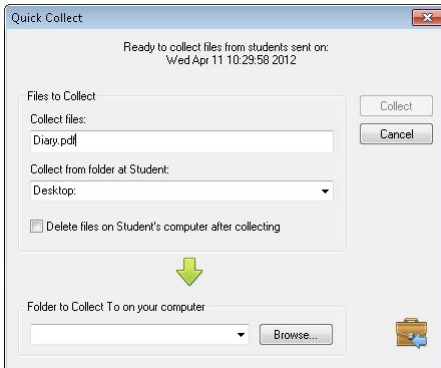 Quick Collect
Ready to collect files from students sent on:
Wed Apr 11 10:29:58 2012
Files to Collect
Collect files:
Diary.pdf
Collect from folder at Student:
Desktop:
Delete files on Student's computer after collecting
Collect
Cancel
Folder to Collect To on your computer
Browse...